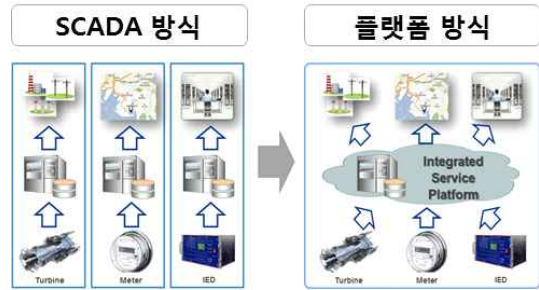 SCADA 방식
플랫폼 방식
Turbine
Meter
IED
Integrated
Service
Platform
Turbine
Meter
IED